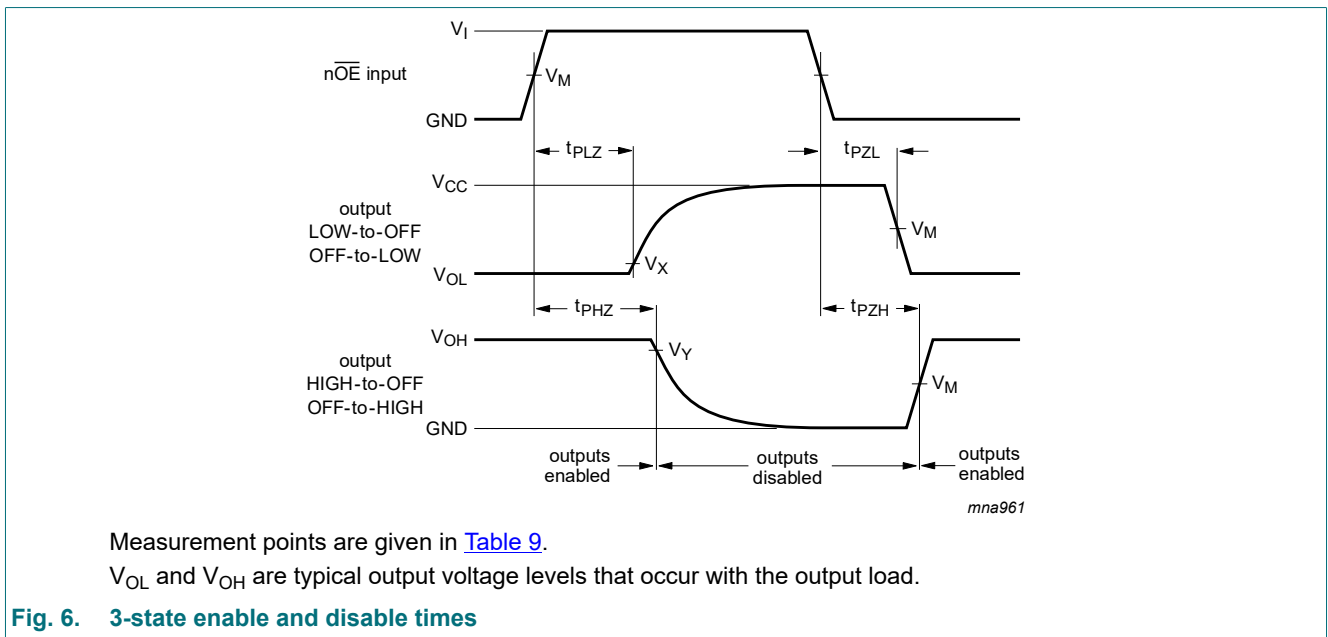 V_I
nOE input
V_M
GND
t_PLZ
t_PZL
V_CC
output
LOW-to-OFF
OFF-to-LOW
V_M
V_X
V_OL
t_PHZ
t_PZH
V_OH
output
HIGH-to-OFF
OFF-to-HIGH
V_Y
V_M
GND
outputs
enabled
outputs
disabled
outputs
enabled
mna961
Measurement points are given in Table 9.
V_OL and V_OH are typical output voltage levels that occur with the output load.
Fig. 6. 3-state enable and disable times